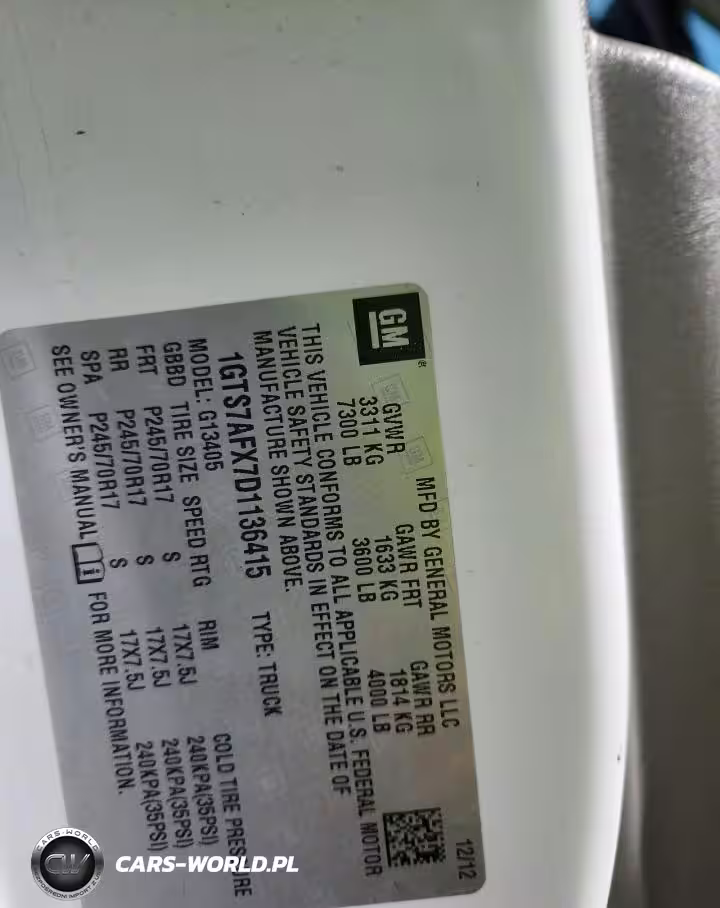 GM
MFD BY GENERAL MOTORS LLC 12/12
GVWR GAWR FRT GAWR RR
3311 KG 1633 KG 1814 KG
7300 LB 3600 LB 4000 LB
THIS VEHICLE CONFORMS TO ALL APPLICABLE U.S. FEDERAL MOTOR
VEHICLE SAFETY STANDARDS IN EFFECT ON THE DATE OF
MANUFACTURE SHOWN ABOVE.
1GTS7AFX7D1136415 TYPE: TRUCK
MODEL: G13405
GBBD TIRE SIZE SPEED RTG RIM COLD TIRE PRESSURE
FRT P245/70R17 S 17X7.5J 240KPA(35PSI)
RR P245/70R17 S 17X7.5J 240KPA(35PSI)
SPA P245/70R17 S 17X7.5J 240KPA(35PSI)
SEE OWNER'S MANUAL i FOR MORE INFORMATION.
CARS-WORLD
CW
CARS-WORLD.PL